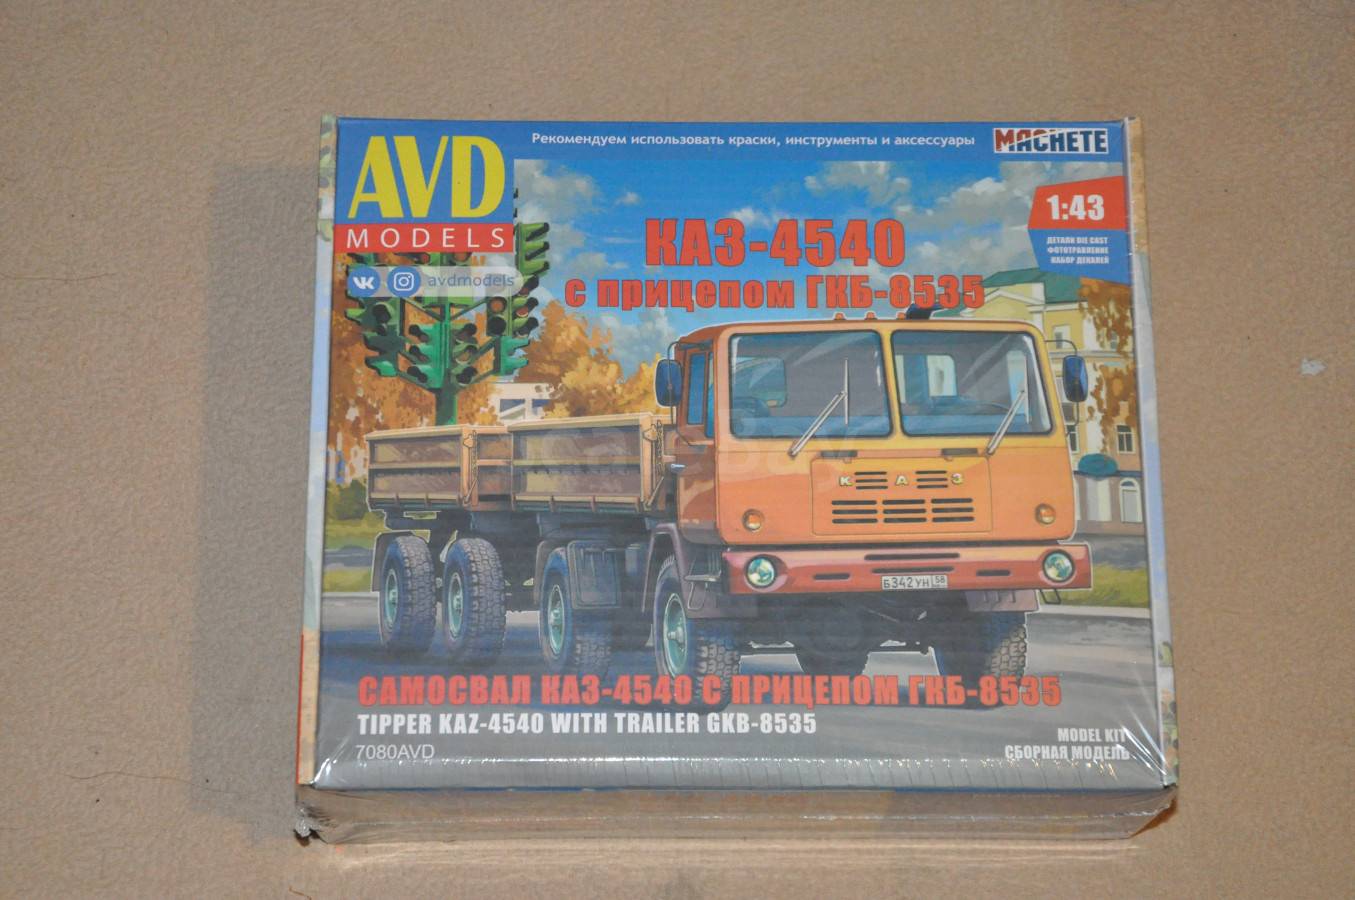 Рекомендуем использовать краски, инструменты и аксессуары
MACHETE
AVD
MODELS
avdmodels
1:43
ДЕТАЛИ DIE CAST
ФОТОТРАВЛЕНИЕ
НАБОР ДЕКАЛЕЙ
КАЗ-4540
с прицепом ГКБ-8535
К А З
Б342УН 58
САМОСВАЛ КАЗ-4540 С ПРИЦЕПОМ ГКБ-8535
TIPPER KAZ-4540 WITH TRAILER GKB-8535
7080AVD
MODEL KIT
СБОРНАЯ МОДЕЛЬ